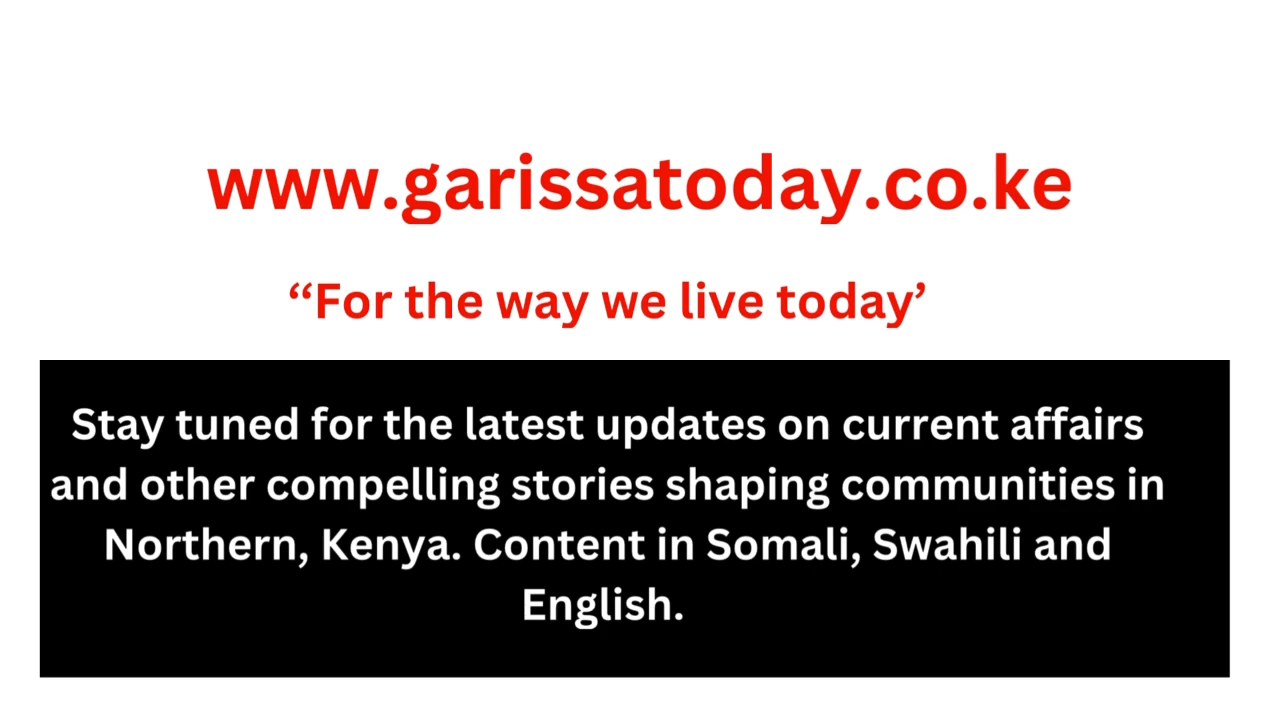 www.garissatoday.co.ke
“For the way we live today’
Stay tuned for the latest updates on current affairs
and other compelling stories shaping communities in
Northern, Kenya. Content in Somali, Swahili and
English.